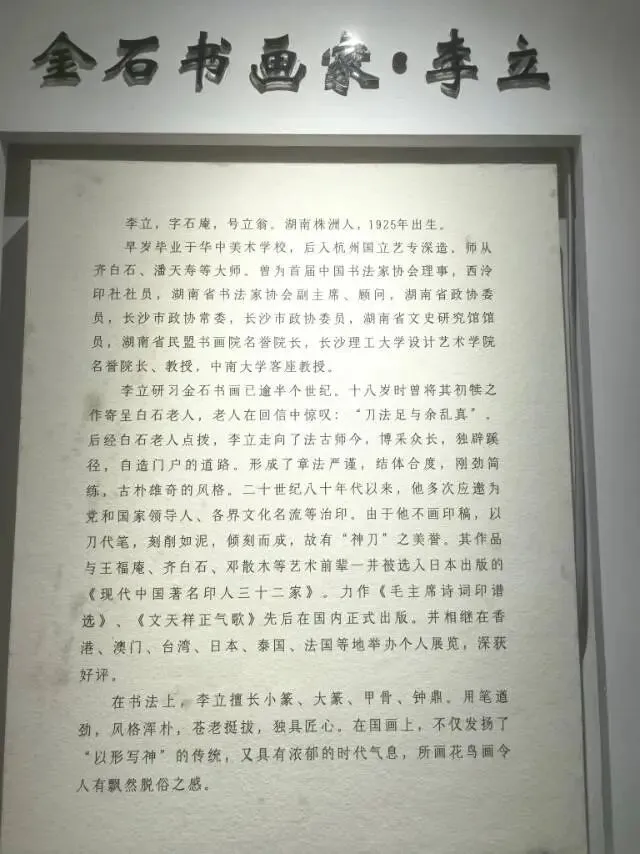 金石书画家·李立
李立，字石庵，号立翁。湖南株洲人，1925年出生。
早岁毕业于华中美术学校，后入杭州国立艺专深造。师从
齐白石、潘天寿等大师。曾为首届中国书法家协会理事，西泠
印社社员，湖南省书法家协会副主席、顾问，湖南省政协委
员，长沙市政协常委，长沙市政协委员，湖南省文史研究馆馆
员，湖南省民盟书画院名誉院长，长沙理工大学设计艺术学院
名誉院长、教授，中南大学客座教授。
李立研习金石书画已逾半个世纪。十八岁时曾将其初犊之
作寄呈白石老人，老人在回信中惊叹：“刀法足与余乱真”。
后经白石老人点拨，李立走向了法古师今，博采众长，独辟蹊
径，自造门户的道路。形成了章法严谨，结体合度，刚劲简
练，古朴雄奇的风格。二十世纪八十年代以来，他多次应邀为
党和国家领导人、各界文化名流等治印。由于他不画印稿，以
刀代笔，刻削如泥，倾刻而成，故有“神刀”之美誉。其作品
与王福庵、齐白石、邓散木等艺术前辈一并被选入日本出版的
《现代中国著名印人三十二家》。力作《毛主席诗词印谱
选》、《文天祥正气歌》先后在国内正式出版。并相继在香
港、澳门、台湾、日本、泰国、法国等地举办个人展览，深获
好评。
在书法上，李立擅长小篆、大篆、甲骨、钟鼎。用笔遒
劲，风格浑朴，苍老挺拔，独具匠心。在国画上，不仅发扬了
“以形写神”的传统，又具有浓郁的时代气息，所画花鸟画令
人有飘然脱俗之感。